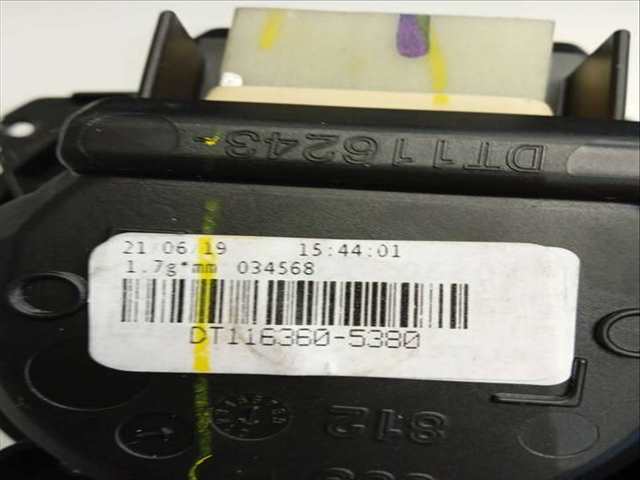 DT116243-
21/06/19 15:44:01
1.7g*mm 034568
DT116360-5380
812